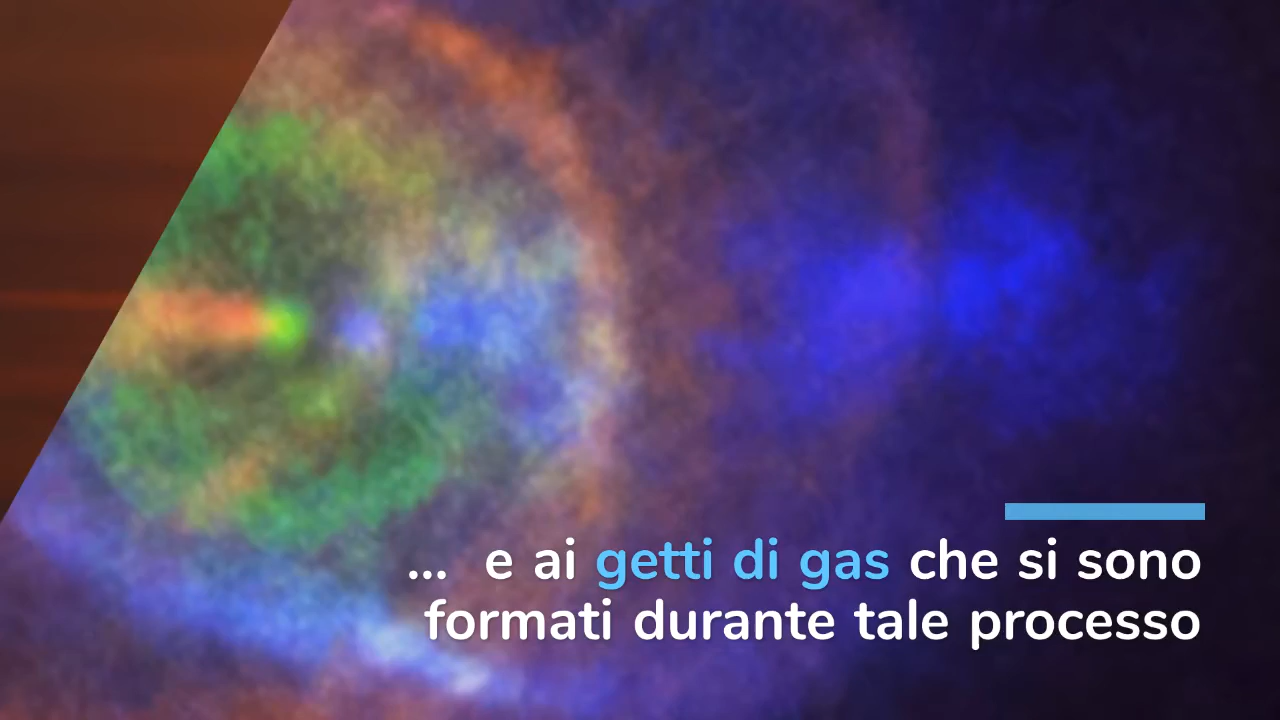 ... e ai getti di gas che si sono
formati durante tale processo